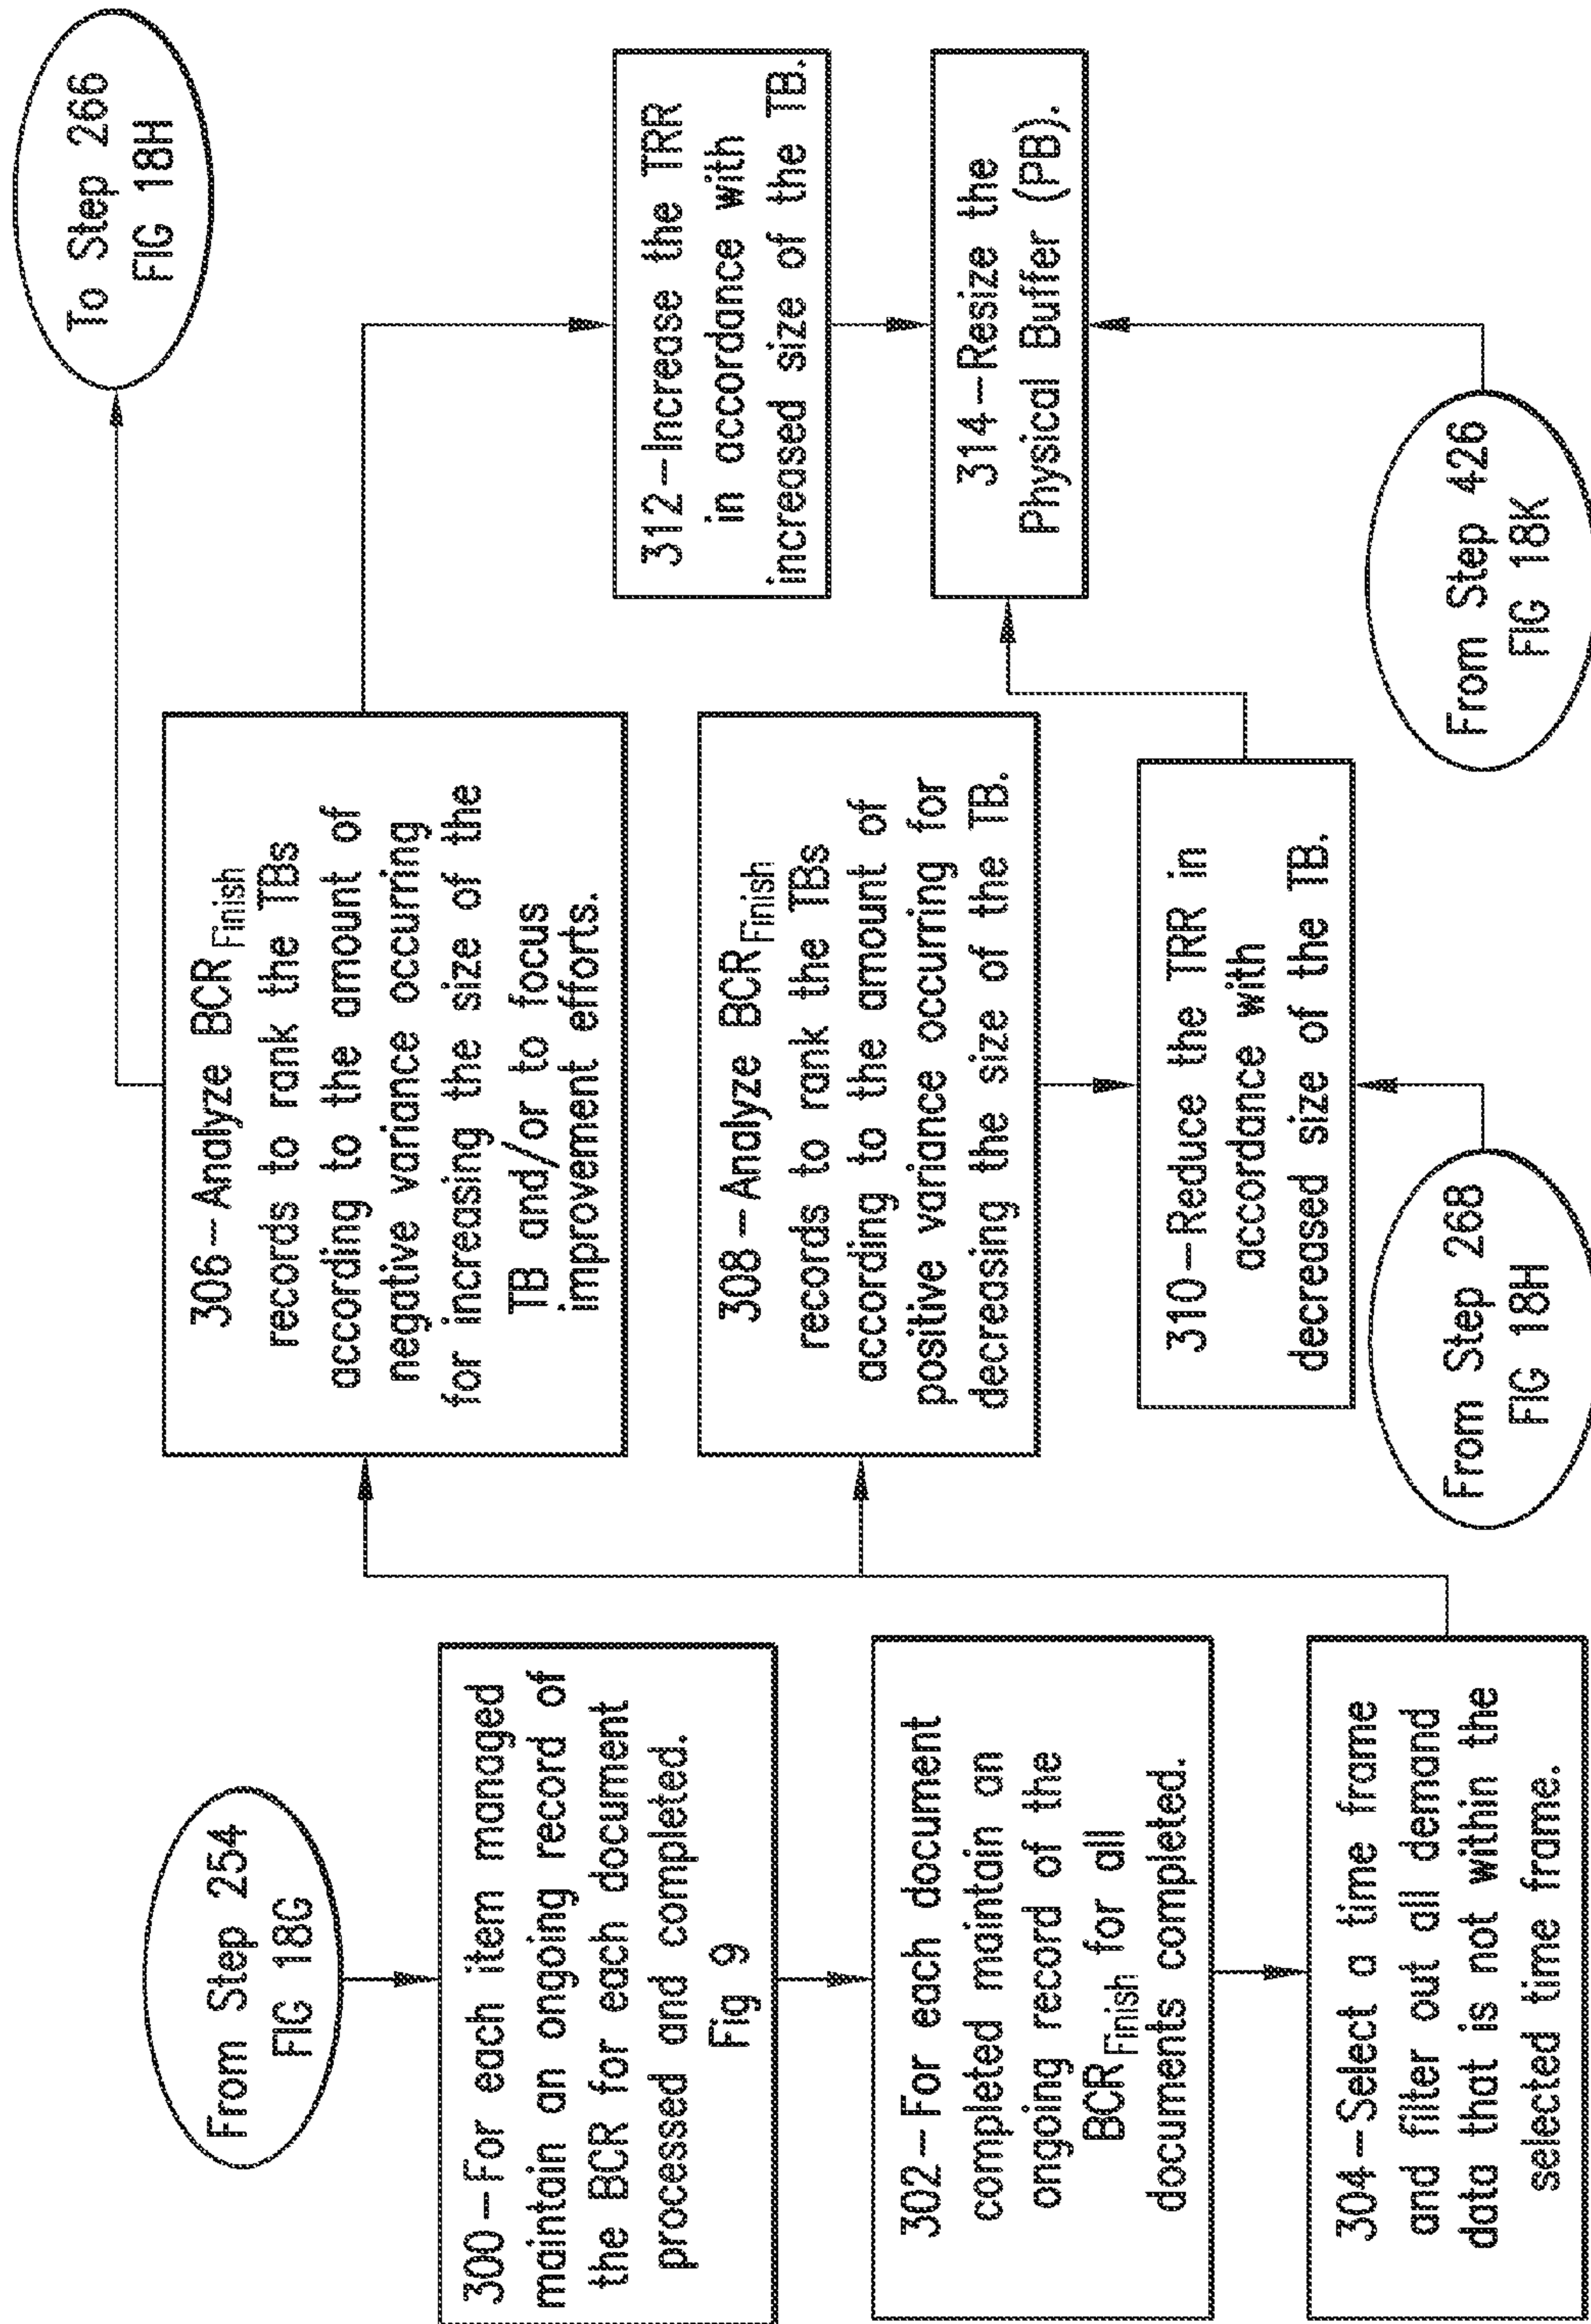 From Step 254
FIG 18G
300-For each item managed
maintain an ongoing record of
the BCR for each document
processed and completed.
Fig 9
302-For each document
completed maintain an
ongoing record of the
BCR Finish for all
documents completed.
304-Select a time frame
and filter out all demand
data that is not within the
selected time frame.
306-Analyze BCR Finish
records to rank the TBs
according to the amount of
negative variance occurring
for increasing the size of the
TB and/or to focus
improvement efforts.
308-Analyze BCR Finish
records to rank the TBs
according to the amount of
positive variance occurring for
decreasing the size of the TB.
310-Reduce the TRR in
accordance with
decreased size of the TB.
From Step 268
FIG 18H
To Step 266
FIG 18H
312-Increase the TRR
in accordance with
increased size of the TB.
314-Resize the
Physical Buffer (PB).
From Step 426
FIG 18K